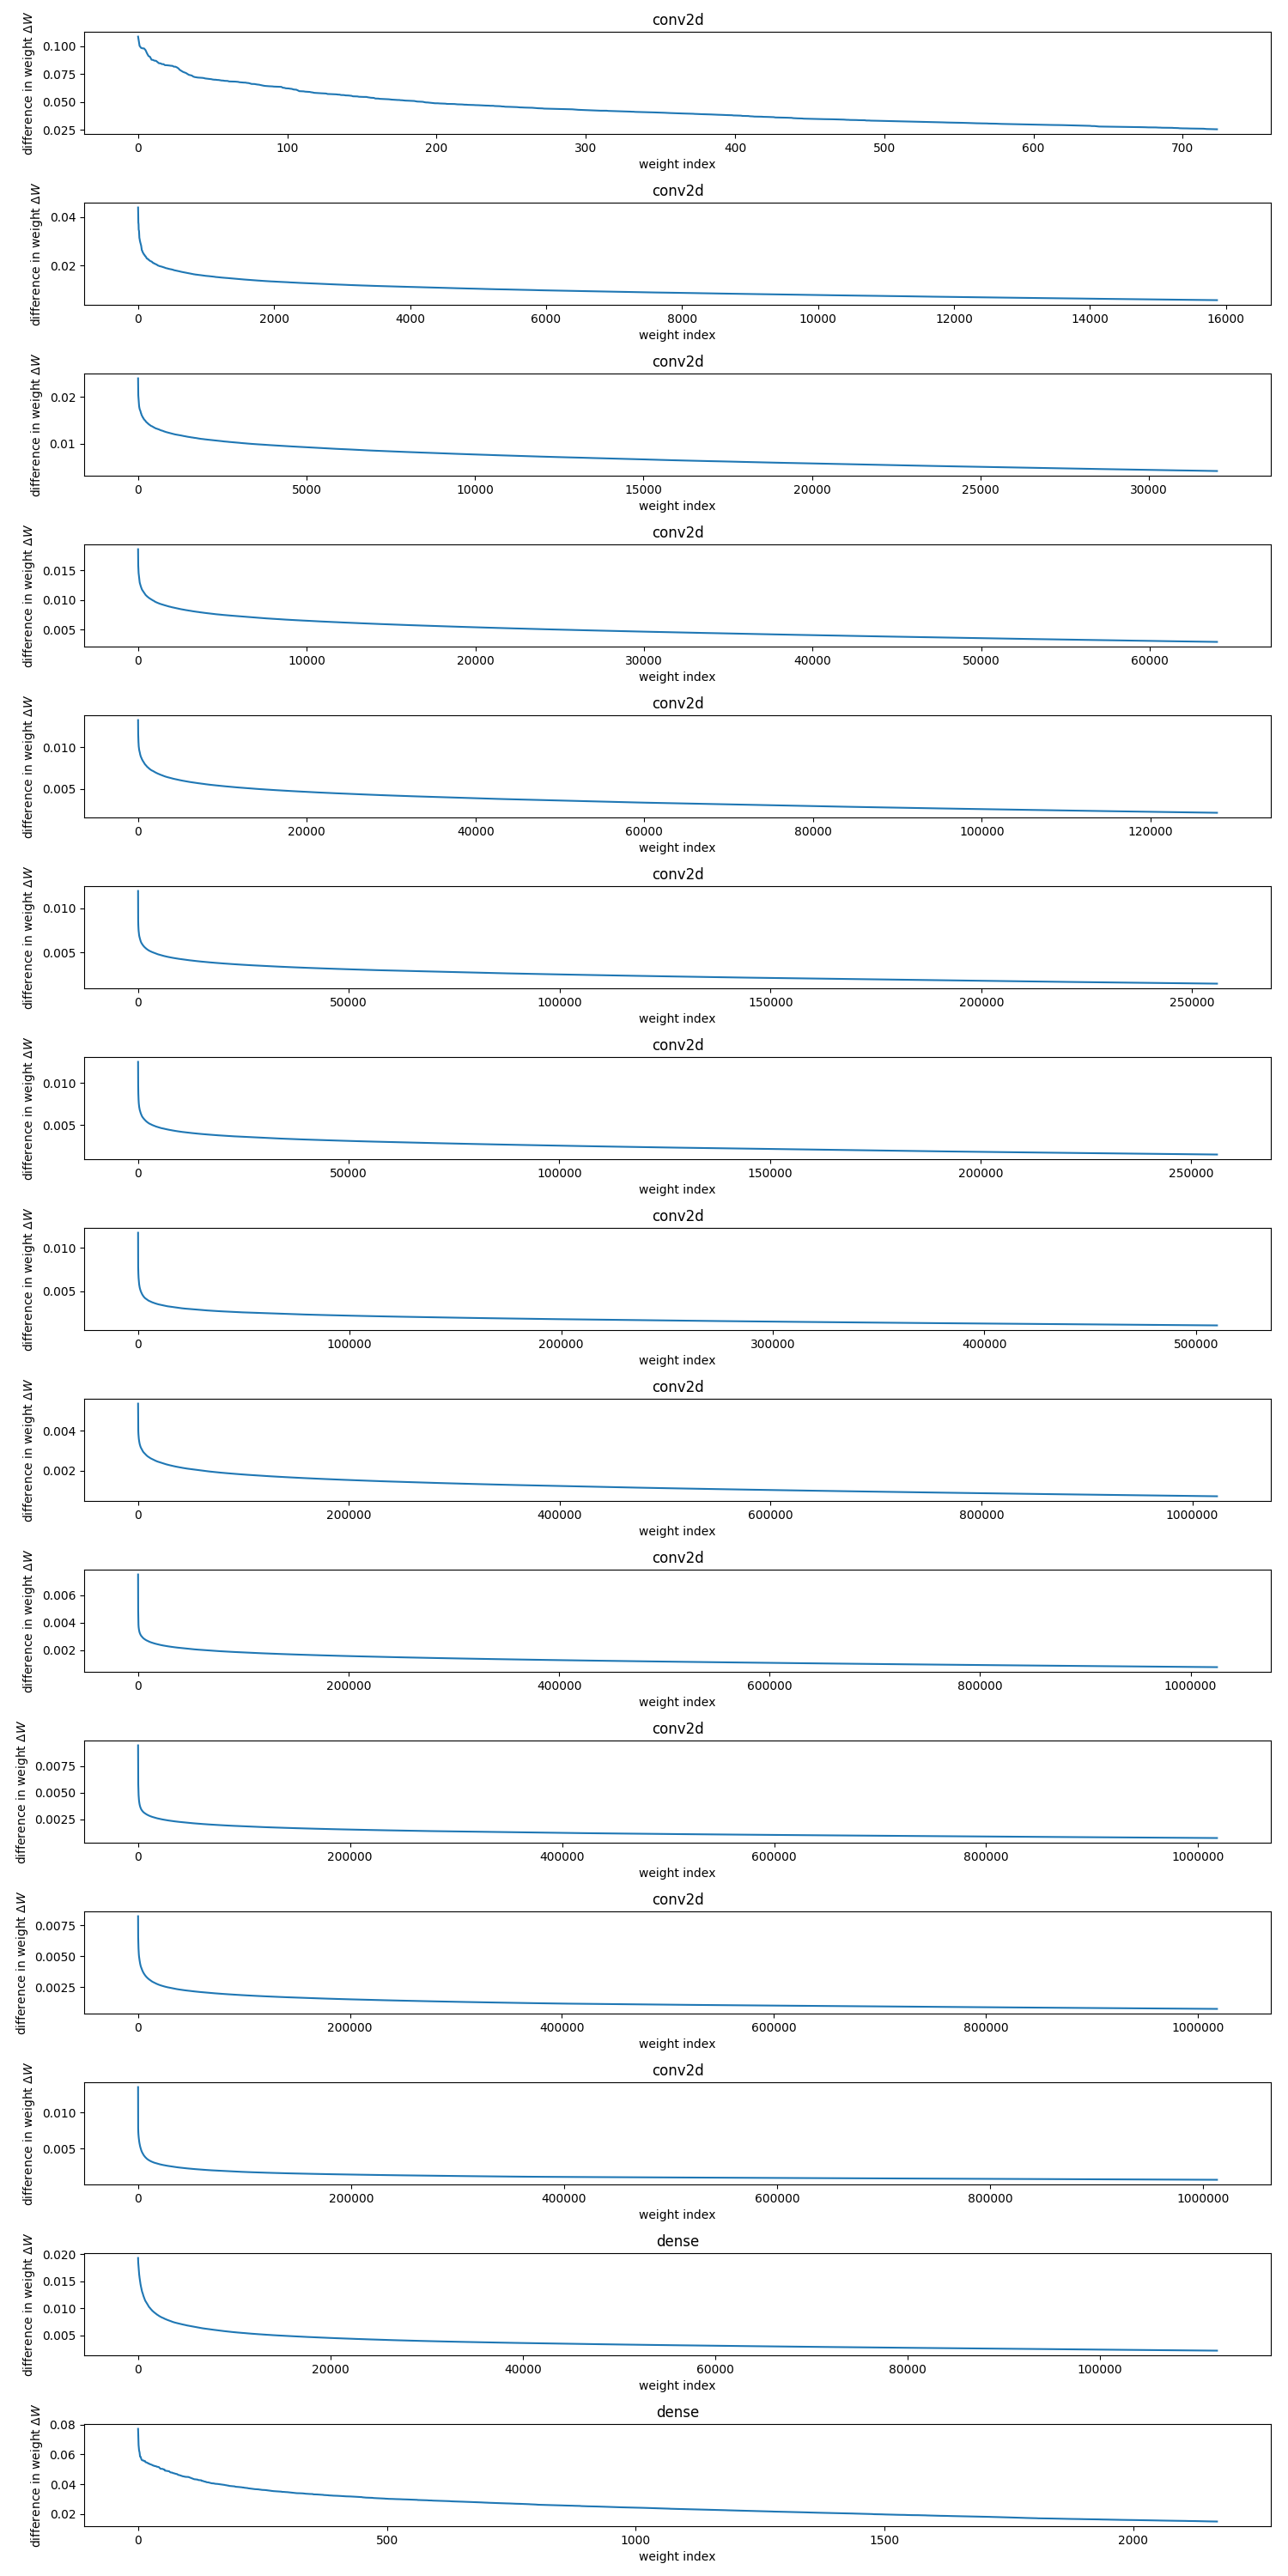 conv2d
difference in weight ΔW
0.100
0.075
0.050
0.025
0 100 200 300 400 500 600 700
weight index
conv2d
difference in weight ΔW
0.04
0.02
0 2000 4000 6000 8000 10000 12000 14000 16000
weight index
conv2d
difference in weight ΔW
0.02
0.01
0 5000 10000 15000 20000 25000 30000
weight index
conv2d
difference in weight ΔW
0.015
0.010
0.005
0 10000 20000 30000 40000 50000 60000
weight index
conv2d
difference in weight ΔW
0.010
0.005
0 20000 40000 60000 80000 100000 120000
weight index
conv2d
difference in weight ΔW
0.010
0.005
0 50000 100000 150000 200000 250000
weight index
conv2d
difference in weight ΔW
0.010
0.005
0 50000 100000 150000 200000 250000
weight index
conv2d
difference in weight ΔW
0.010
0.005
0 100000 200000 300000 400000 500000
weight index
conv2d
difference in weight ΔW
0.004
0.002
0 200000 400000 600000 800000 1000000
weight index
conv2d
difference in weight ΔW
0.006
0.004
0.002
0 200000 400000 600000 800000 1000000
weight index
conv2d
difference in weight ΔW
0.0075
0.0050
0.0025
0 200000 400000 600000 800000 1000000
weight index
conv2d
difference in weight ΔW
0.0075
0.0050
0.0025
0 200000 400000 600000 800000 1000000
weight index
conv2d
difference in weight ΔW
0.010
0.005
0 200000 400000 600000 800000 1000000
weight index
dense
difference in weight ΔW
0.020
0.015
0.010
0.005
0 20000 40000 60000 80000 100000
weight index
dense
difference in weight ΔW
0.08
0.06
0.04
0.02
0 500 1000 1500 2000
weight index